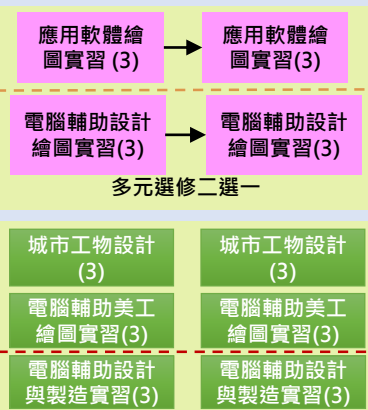 應用軟體繪
圖實習 (3)
應用軟體繪
圖實習(3)
電腦輔助設計
繪圖實習(3)
電腦輔助設計
繪圖實習(3)
多元選修二選一
城市工物設計
(3)
城市工物設計
(3)
電腦輔助美工
繪圖實習(3)
電腦輔助美工
繪圖實習(3)
電腦輔助設計
與製造實習(3)
電腦輔助設計
與製造實習(3)